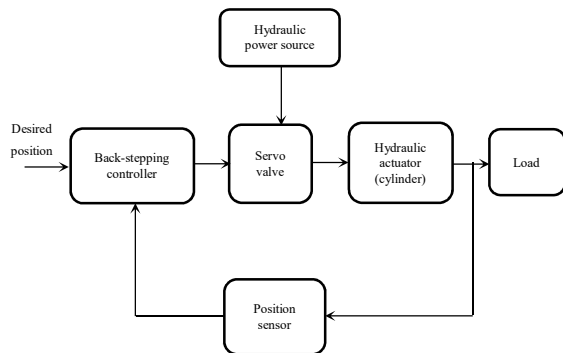 Hydraulic
power source
Desired
position
Back-stepping
controller
Servo
valve
Hydraulic
actuator
(cylinder)
Load
Position
sensor